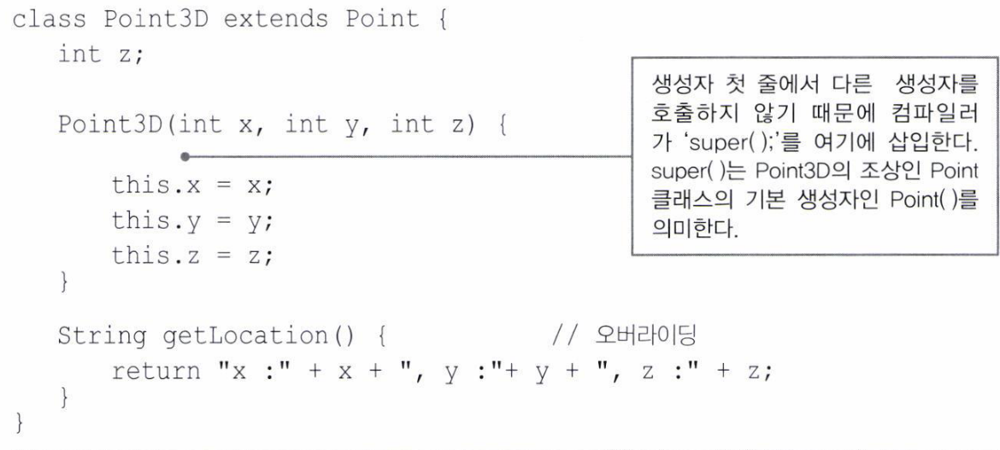 class Point3D extends Point {
int z;
Point3D(int x, int y, int z) {
this.x = x;
this.y = y;
this.z = z;
}
생성자 첫 줄에서 다른 생성자를
호출하지 않기 때문에 컴파일러
가 ‘super( );’를 여기에 삽입한다.
super( )는 Point3D의 조상인 Point
클래스의 기본 생성자인 Point( )를
의미한다.
String getLocation() { // 오버라이딩
return "x :" + x + ", y :"+ y + ", z :" + z;
}
}